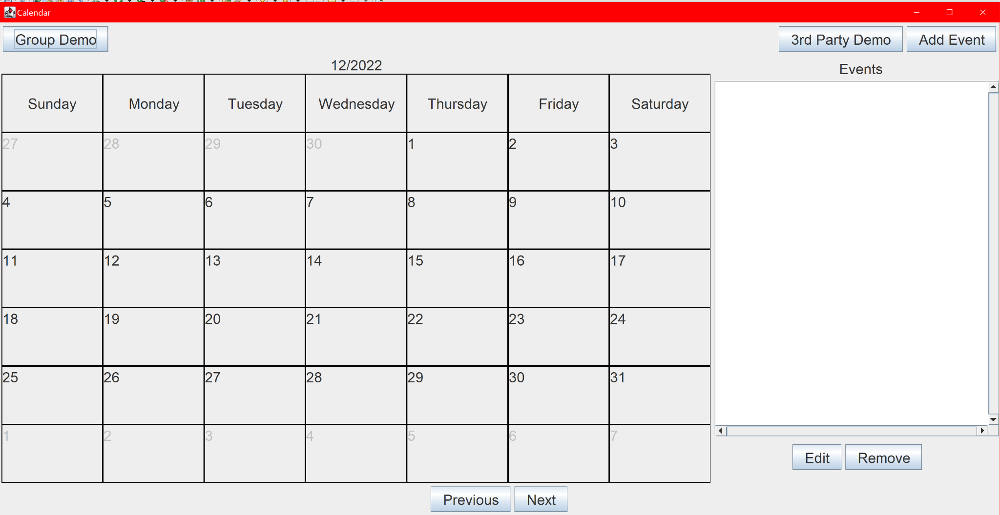 Calendar
Group Demo 3rd Party Demo Add Event
12/2022
Events
Sunday Monday Tuesday Wednesday Thursday Friday Saturday
27 28 29 30 1 2 3
4 5 6 7 8 9 10
11 12 13 14 15 16 17
18 19 20 21 22 23 24
25 26 27 28 29 30 31
1 2 3 4 5 6 7
Edit Remove
Previous Next